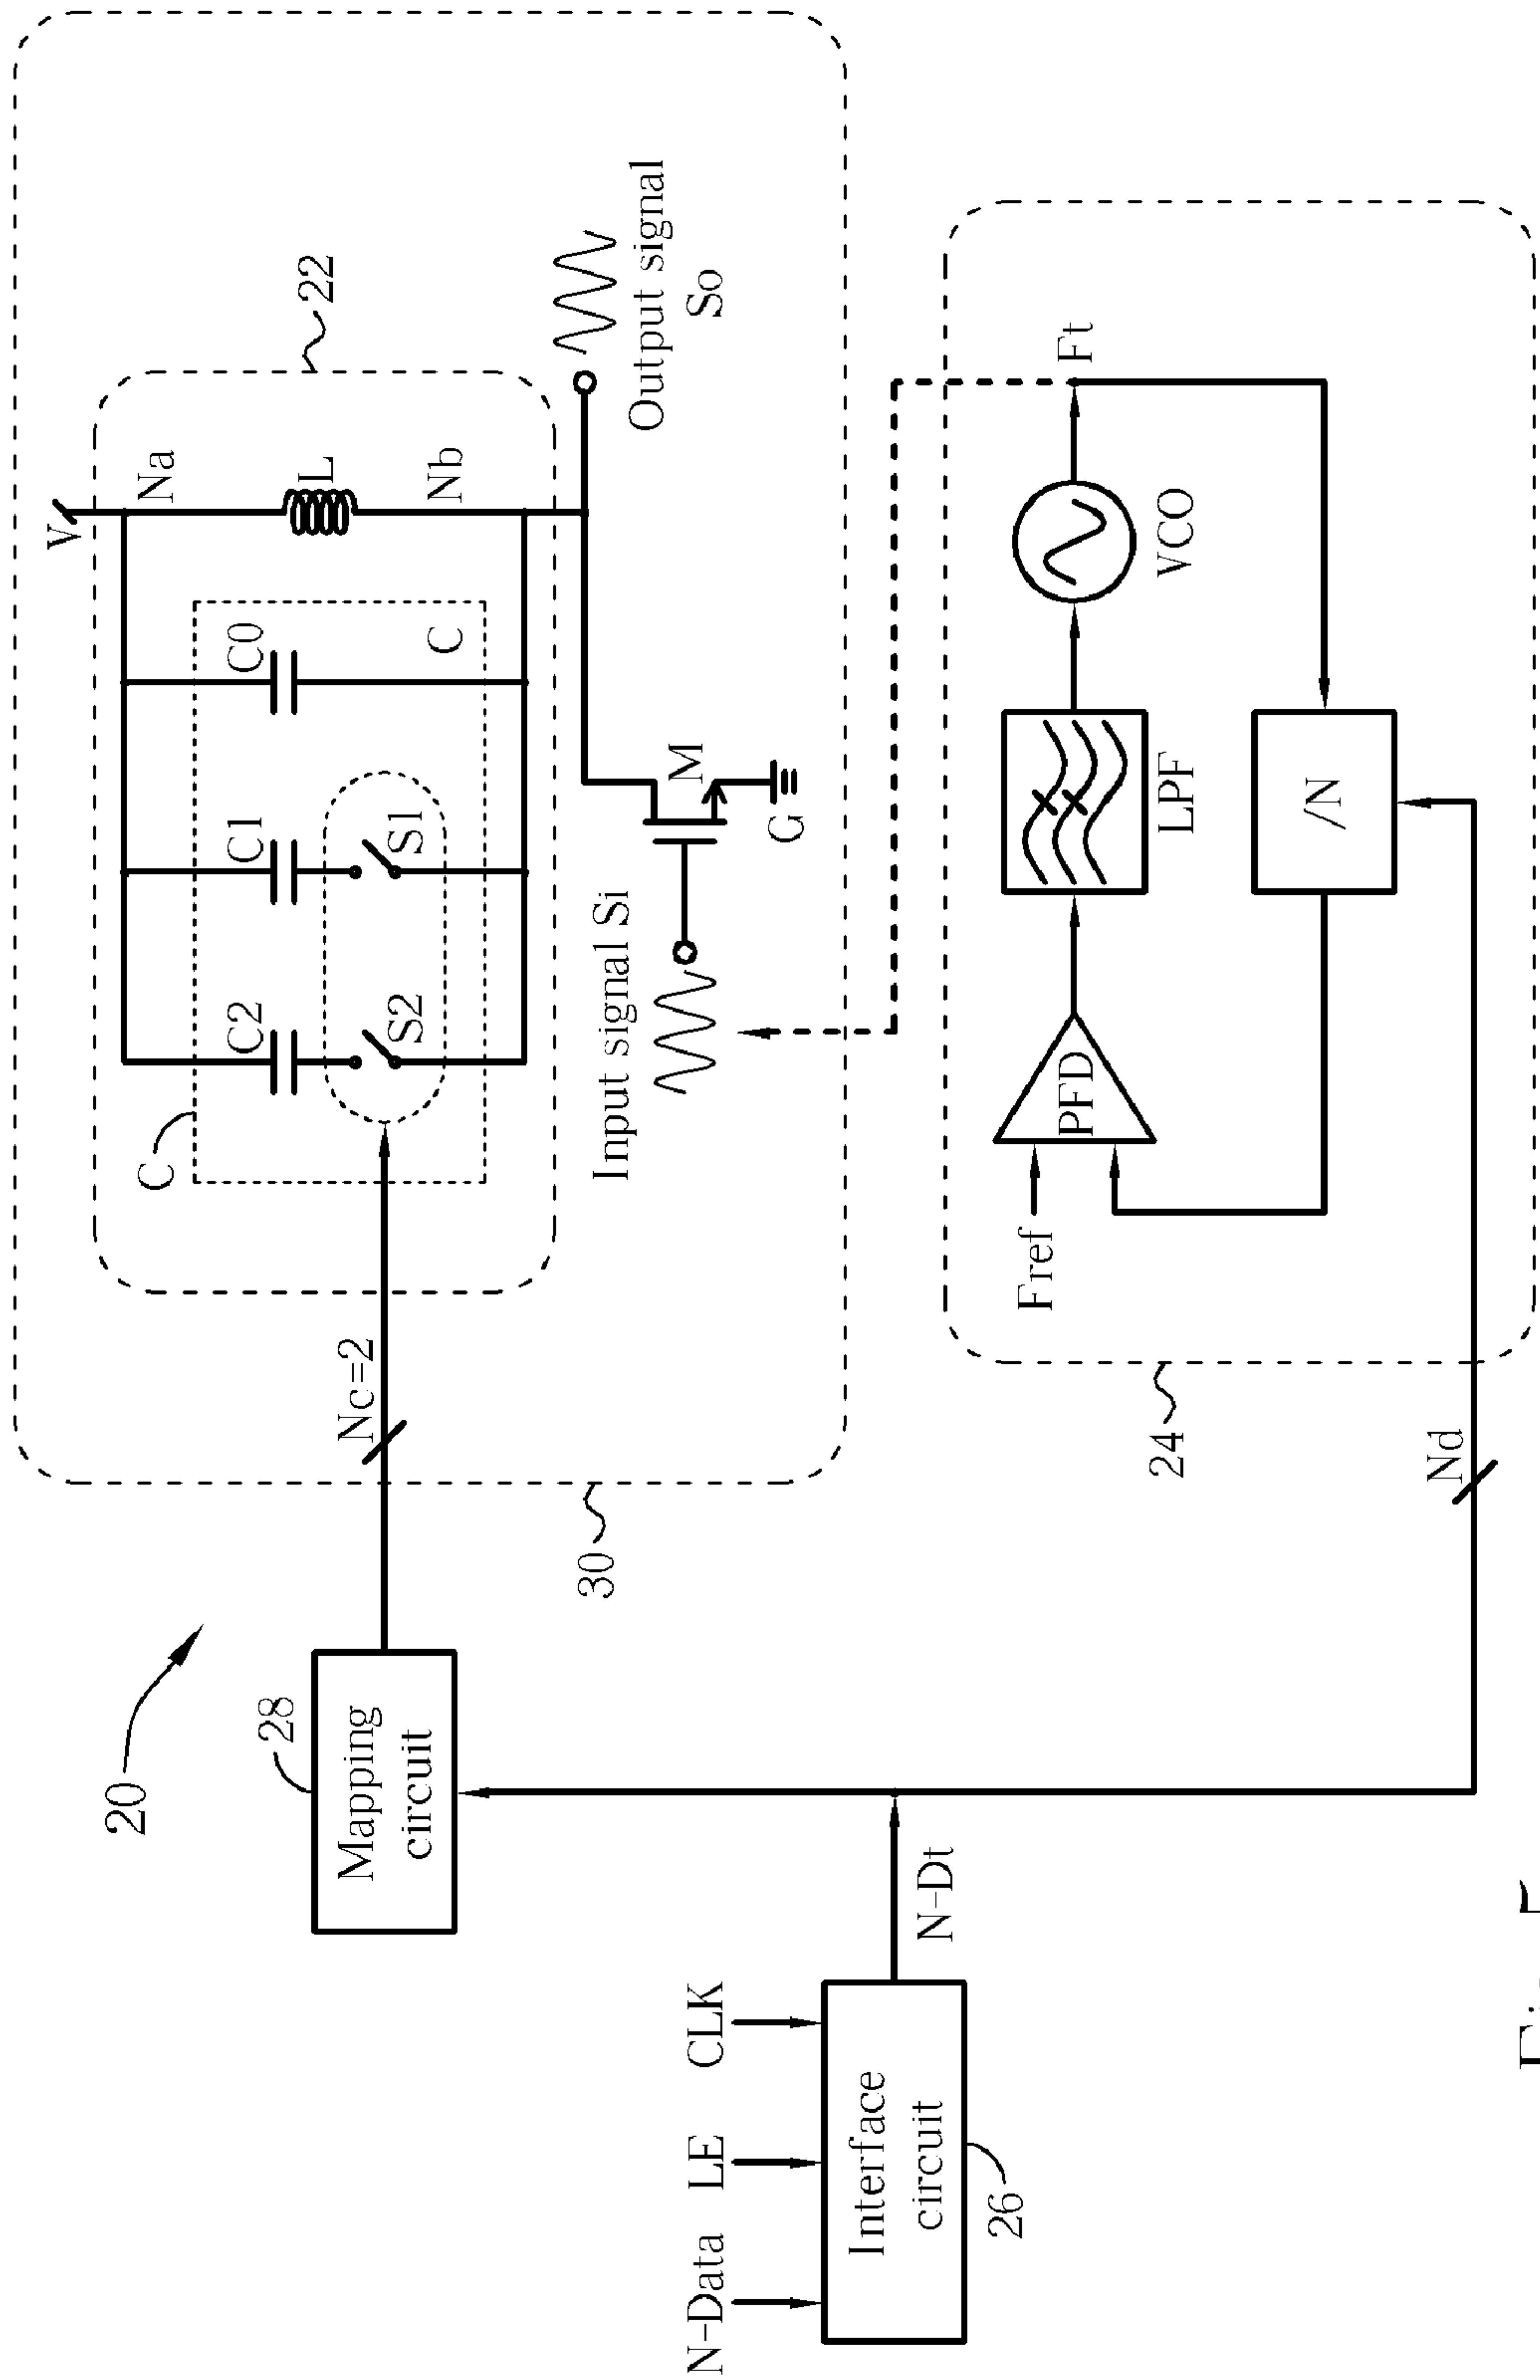 20
28
Mapping
circuit
Nc=2
30
22
V
Na
L
Nb
C
C2
C1
C0
S2
S1
C
Input signal Si
M
G
Output signal
So
N-Data
LE
CLK
Interface
circuit
26
N-Dt
Nd
24
Fref
PFD
LPF
VCO
Ft
/N